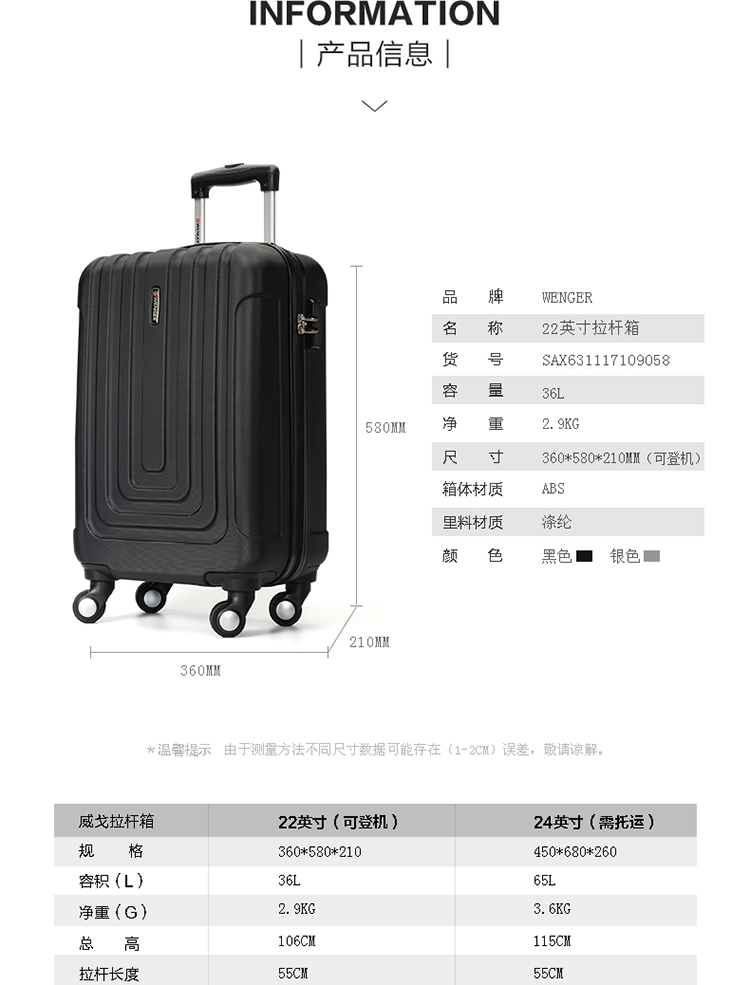 INFORMATION
产品信息
WENGER
WENGER
品 牌 WENGER
名 称 22英寸拉杆箱
货 号 SAX631117109058
容 量 36L
净 重 2.9KG
尺 寸 360*580*210MM（可登机）
箱体材质 ABS
里料材质 涤纶
颜 色 黑色 银色
580MM
210MM
360MM
*温馨提示 由于测量方法不同尺寸数据可能存在（1-2CM）误差，敬请谅解。
威戈拉杆箱 22英寸（可登机） 24英寸（需托运）
规 格 360*580*210 450*680*260
容积（L） 36L 65L
净重（G） 2.9KG 3.6KG
总 高 106CM 115CM
拉杆长度 55CM 55CM